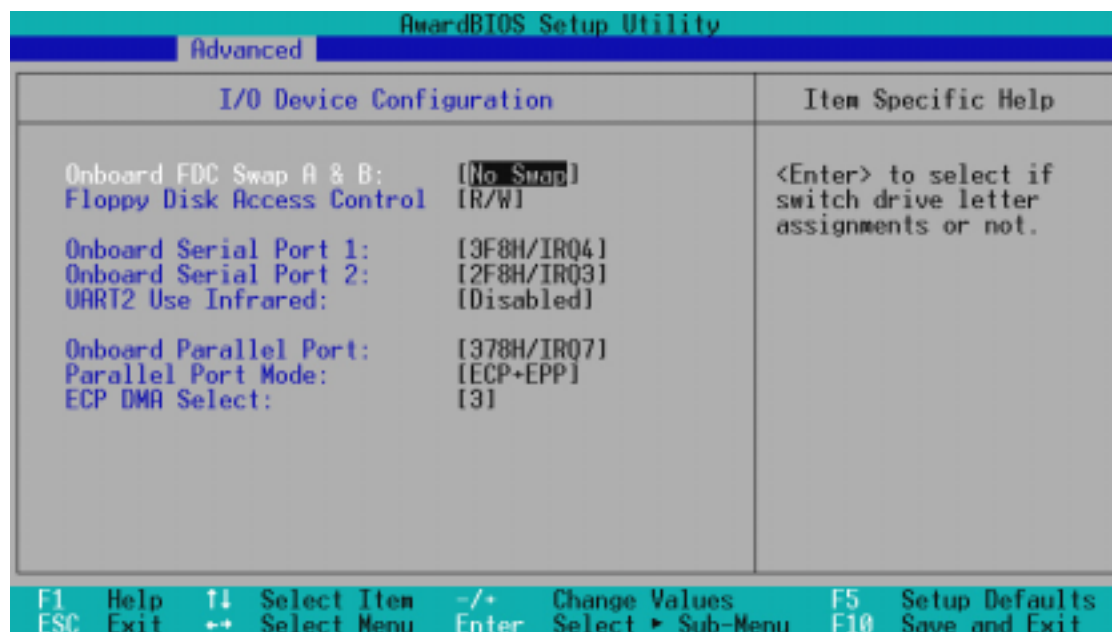 AwardBIOS Setup Utility
Advanced
I/O Device Configuration
Item Specific Help
Onboard FDC Swap A & B: [No Swap]
Floppy Disk Access Control [R/W]
Onboard Serial Port 1: [3F8H/IRQ4]
Onboard Serial Port 2: [2F8H/IRQ3]
UART2 Use Infrared: [Disabled]
Onboard Parallel Port: [378H/IRQ7]
Parallel Port Mode: [ECP+EPP]
ECP DMA Select: [3]
<Enter> to select if
switch drive letter
assignments or not.
F1 Help ↑↓ Select Item -/+ Change Values F5 Setup Defaults
ESC Exit ←→ Select Menu Enter Select ► Sub-Menu F10 Save and Exit